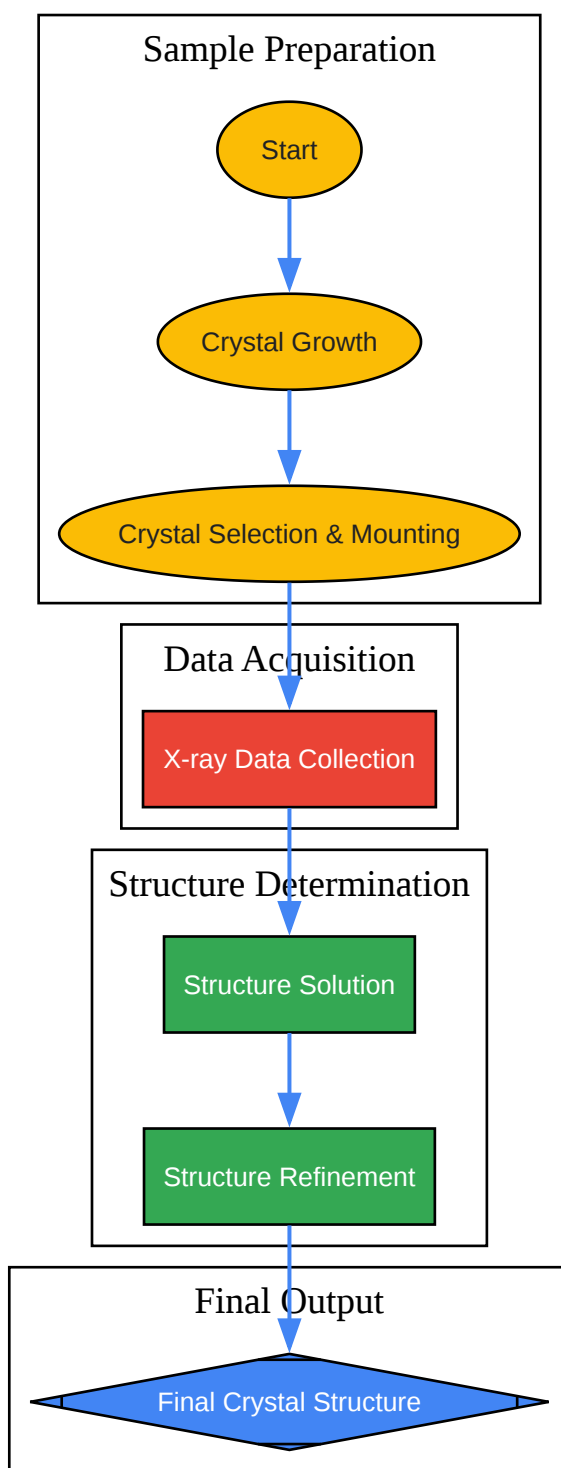 Sample Preparation
Start
Crystal Growth
Crystal Selection & Mounting
Data Acquisition
X-ray Data Collection
Structure Determination
Structure Solution
Structure Refinement
Final Output
Final Crystal Structure